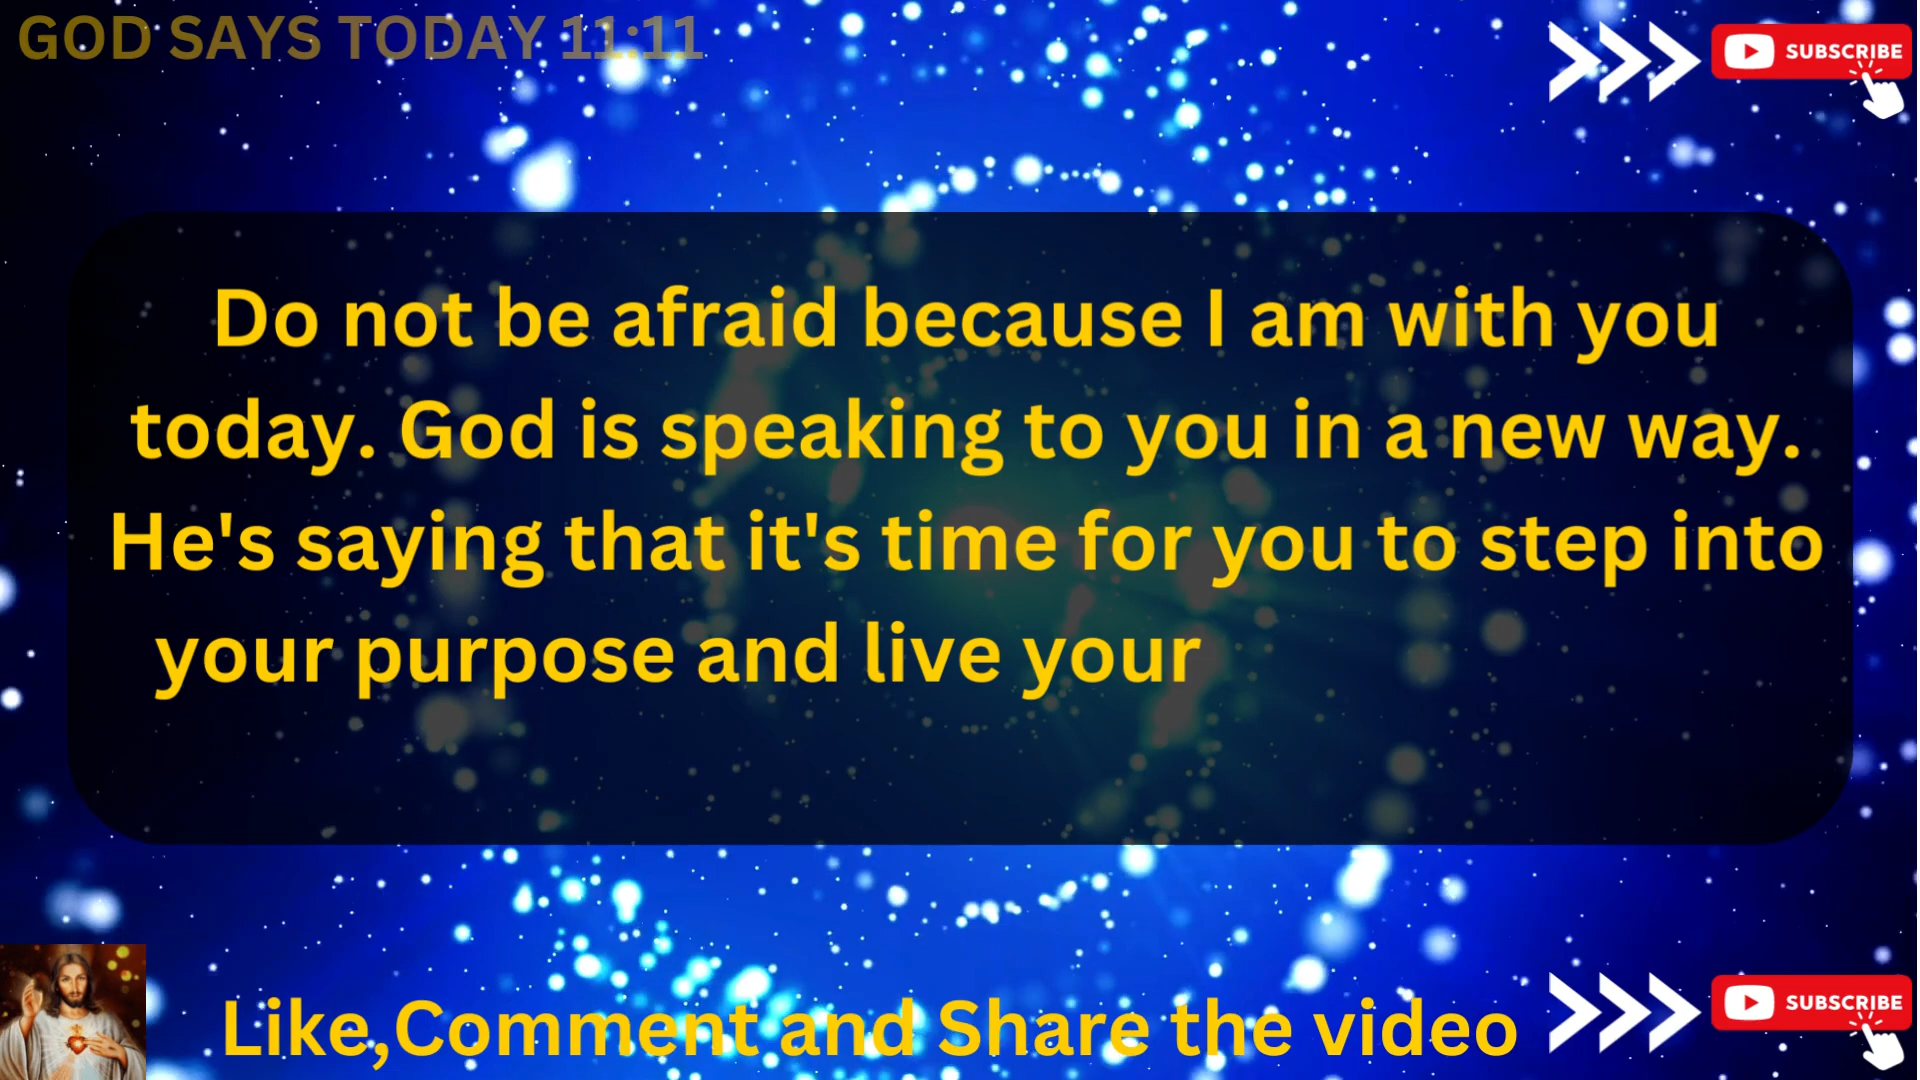 GOD SAYS TODAY 11:11
SUBSCRIBE
Do not be afraid because I am with you
today. God is speaking to you in a new way.
He's saying that it's time for you to step into
your purpose and live your
Like,Comment and Share the video
SUBSCRIBE